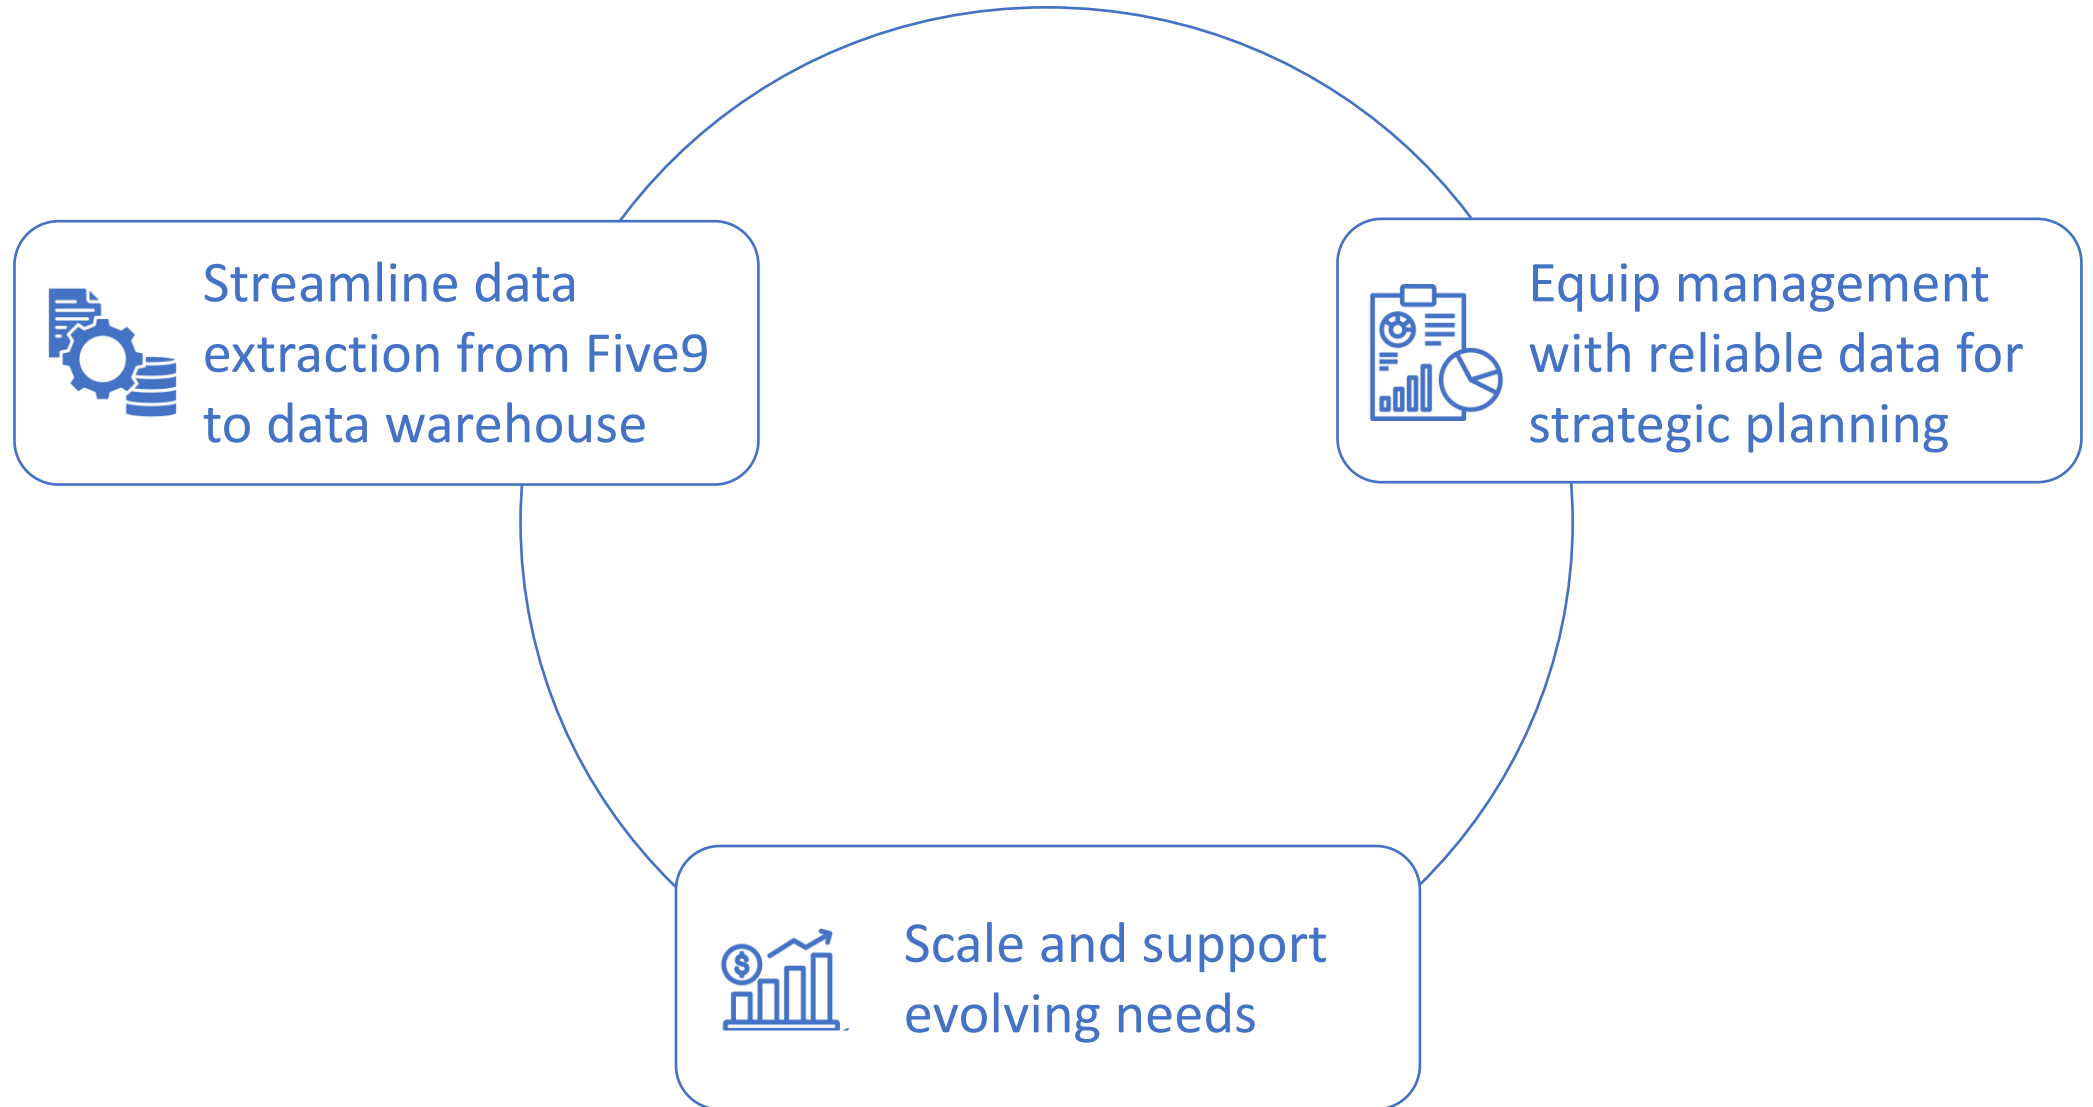 Streamline data
extraction from Five9
to data warehouse
Equip management
with reliable data for
strategic planning
$
Scale and support
evolving needs